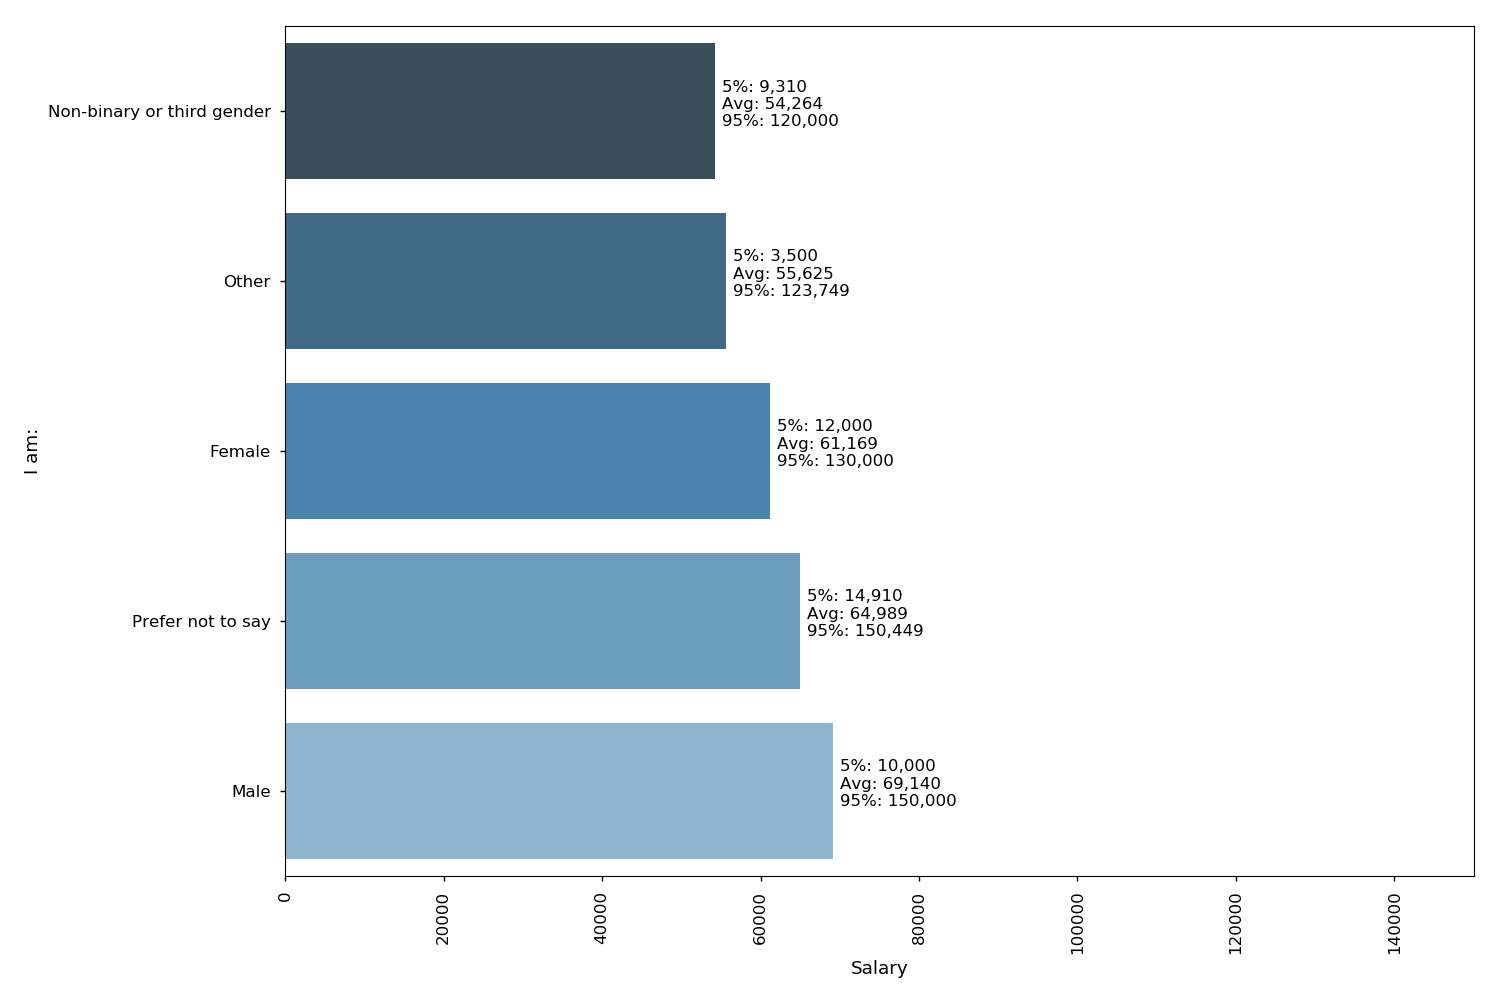 Non-binary or third gender
5%: 9,310
Avg: 54,264
95%: 120,000
Other
5%: 3,500
Avg: 55,625
95%: 123,749
I am:
Female
5%: 12,000
Avg: 61,169
95%: 130,000
Prefer not to say
5%: 14,910
Avg: 64,989
95%: 150,449
Male
5%: 10,000
Avg: 69,140
95%: 150,000
0
20000
40000
60000
80000
100000
120000
140000
Salary